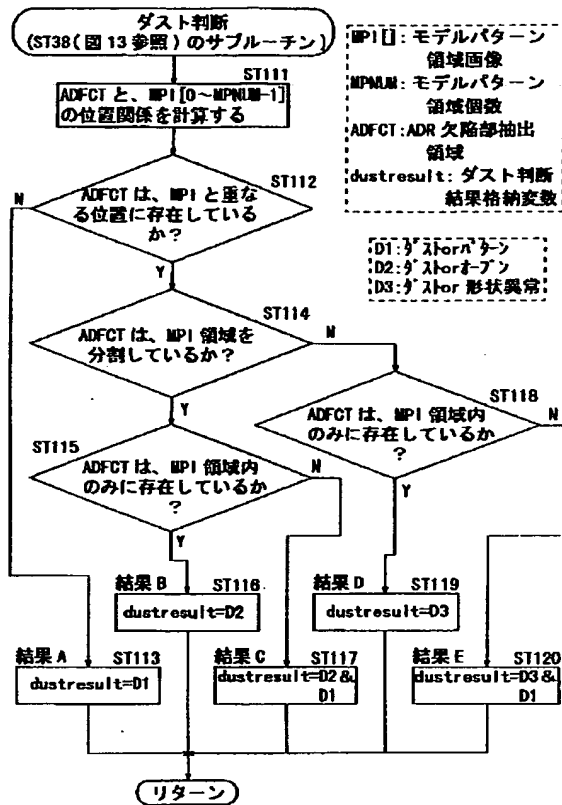 ダスト判断
(ST38(図13参照)のサブルーチン)
ST111
ADFCTと、MPI[0〜MPNUM-1]
の位置関係を計算する
MPI[]:モデルパターン
領域画像
MPNUM:モデルパターン
領域個数
ADFCT:ADR欠陥部抽出
領域
dustresult:ダスト判断
結果格納変数
D1:ダストorパターン
D2:ダストorオープン
D3:ダストor形状異常
ST112
N
ADFCTは、MPIと重な
る位置に存在している
か?
Y
ST114
N
ADFCTは、MPI領域を
分割しているか?
Y
ST118
N
ADFCTは、MPI領域内
のみに存在しているか
?
Y
ST115
N
ADFCTは、MPI領域内
のみに存在しているか
?
Y
結果B
ST116
dustresult=D2
結果D
ST119
dustresult=D3
結果A
ST113
dustresult=D1
結果C
ST117
dustresult=D2&
D1
結果E
ST120
dustresult=D3&
D1
リターン